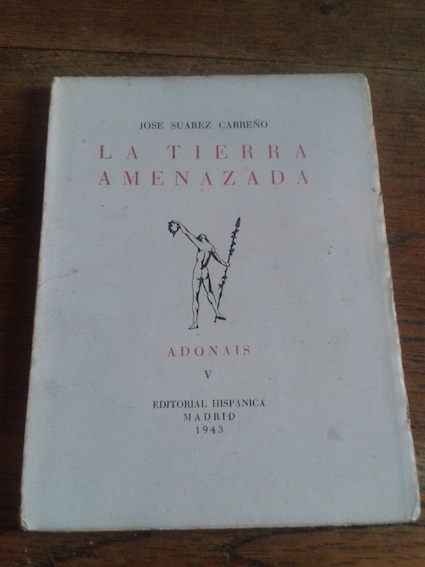 JOSE SUAREZ CARREÑO
LA TIERRA
AMENAZADA
ADONAIS
V
EDITORIAL HISPANICA
MADRID
1943